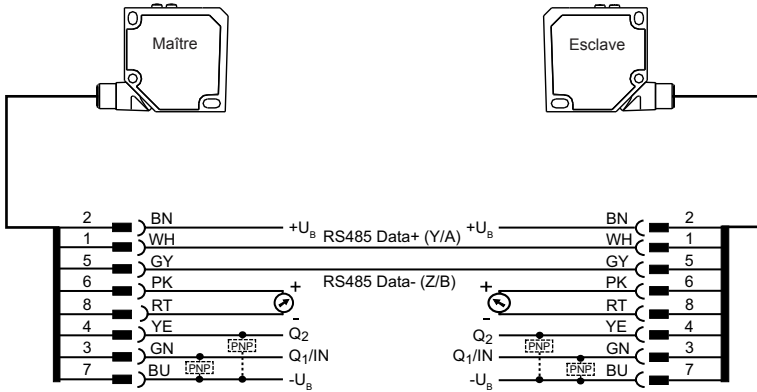 Maître
Esclave
2 BN +U_B +U_B BN 2
1 WH RS485 Data+ (Y/A) WH 1
5 GY GY 5
RS485 Data- (Z/B)
6 PK + + PK 6
8 RT - - RT 8
4 YE Q2 Q2 YE 4
PNP PNP
3 GN Q1/IN Q1/IN GN 3
PNP PNP
7 BU -U_B -U_B BU 7